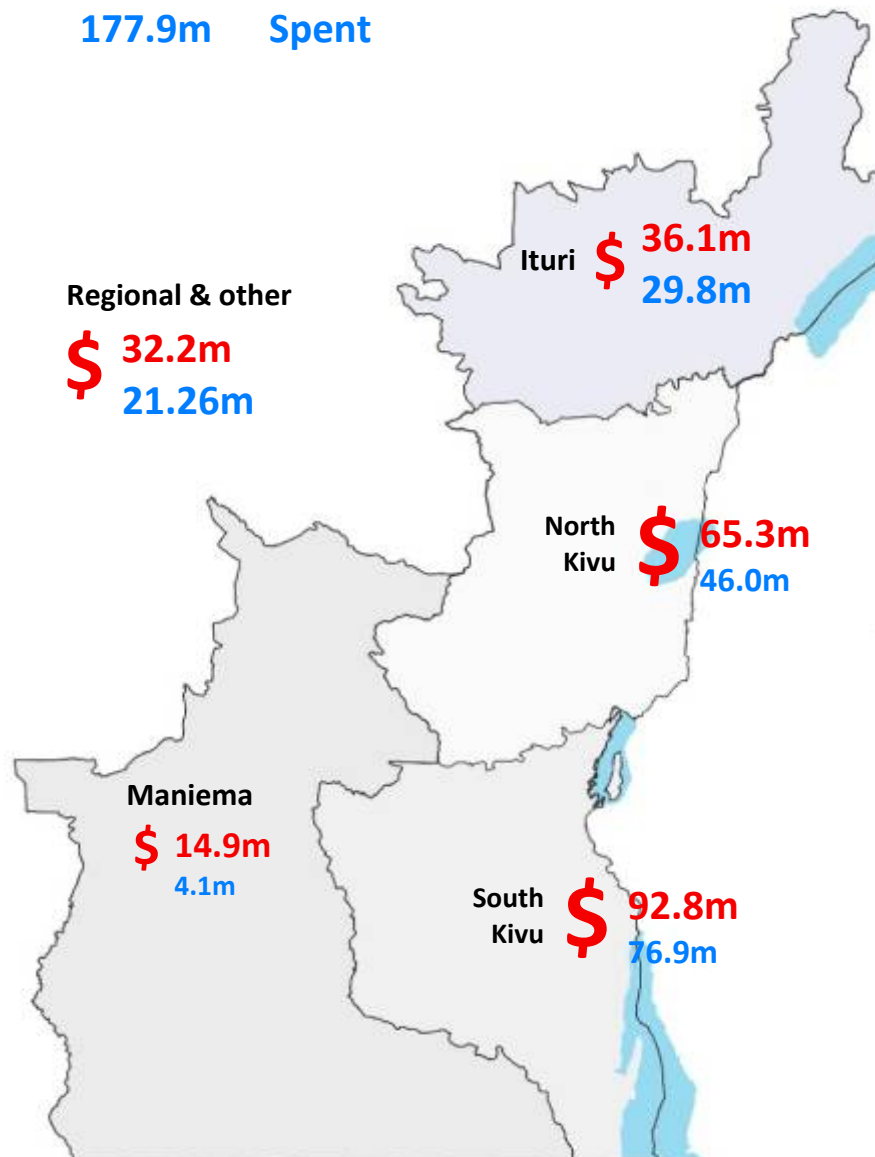 177.9m Spent
Ituri $ 36.1m
29.8m
Regional & other
$ 32.2m
21.26m
North
Kivu
$ 65.3m
46.0m
Maniema
$ 14.9m
4.1m
South
Kivu
$ 92.8m
76.9m